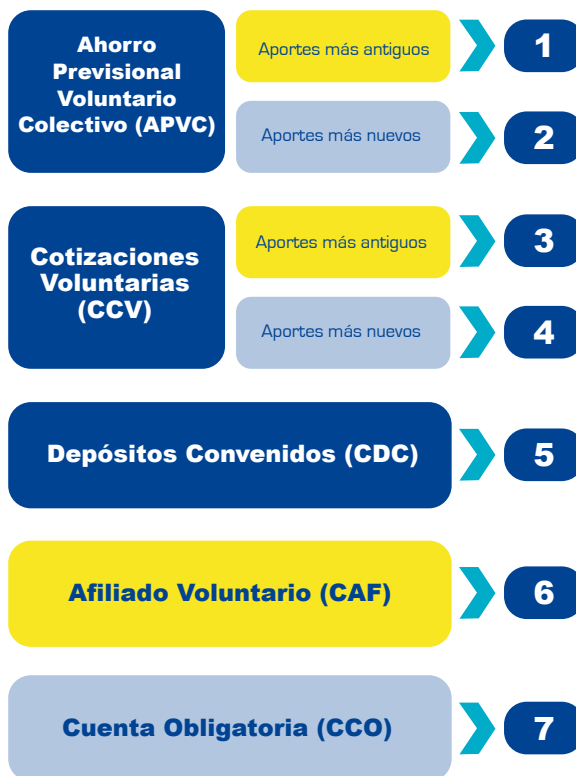 Ahorro
Previsional
Voluntario
Colectivo (APVC)
Aportes más antiguos
1
Aportes más nuevos
2
Cotizaciones
Voluntarias
(CCV)
Aportes más antiguos
3
Aportes más nuevos
4
Depósitos Convenidos (CDC)
5
Afiliado Voluntario (CAF)
6
Cuenta Obligatoria (CCO)
7